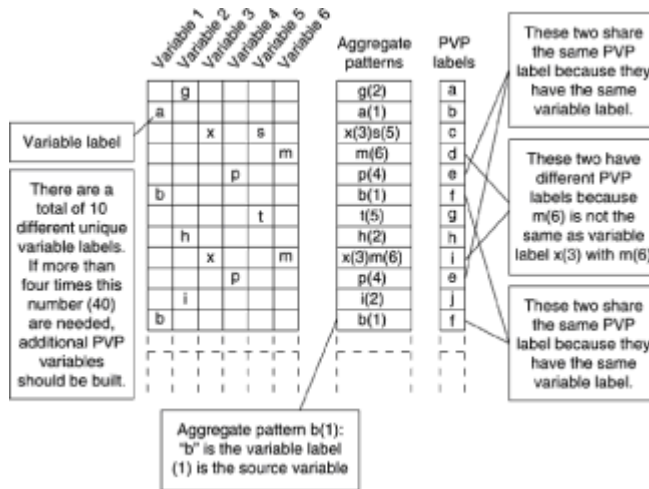 Variable 1
Variable 2
Variable 3
Variable 4
Variable 5
Variable 6
Aggregate
patterns
PVP
labels
g
g(2)
a
a
a(1)
b
x
s
x(3)s(5)
c
m
m(6)
d
p
p(4)
e
b
b(1)
f
t
t(5)
g
h
h(2)
h
x
m
x(3)m(6)
i
p
p(4)
e
i
i(2)
j
b
b(1)
f
Variable label
There are a
total of 10
different unique
variable labels.
If more than
four times this
number (40)
are needed,
additional PVP
variables
should be built.
These two share
the same PVP
label because they
have the same
variable label.
These two have
different PVP
labels because
m(6) is not the
same as variable
label x(3) with m(6)
These two share
the same PVP
label because they
have the same
variable label.
Aggregate pattern b(1):
"b" is the variable label
(1) is the source variable